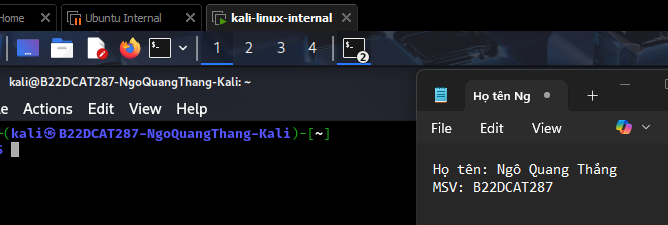 Home
Ubuntu Internal
kali-linux-internal
1 2 3 4
2
kali@B22DCAT287-NgoQuangThang-Kali: ~
Actions Edit View Help
(kali㉿B22DCAT287-NgoQuangThang-Kali)-[~]
Họ tên Ng
File Edit View
Họ tên: Ngô Quang Thắng
MSV: B22DCAT287